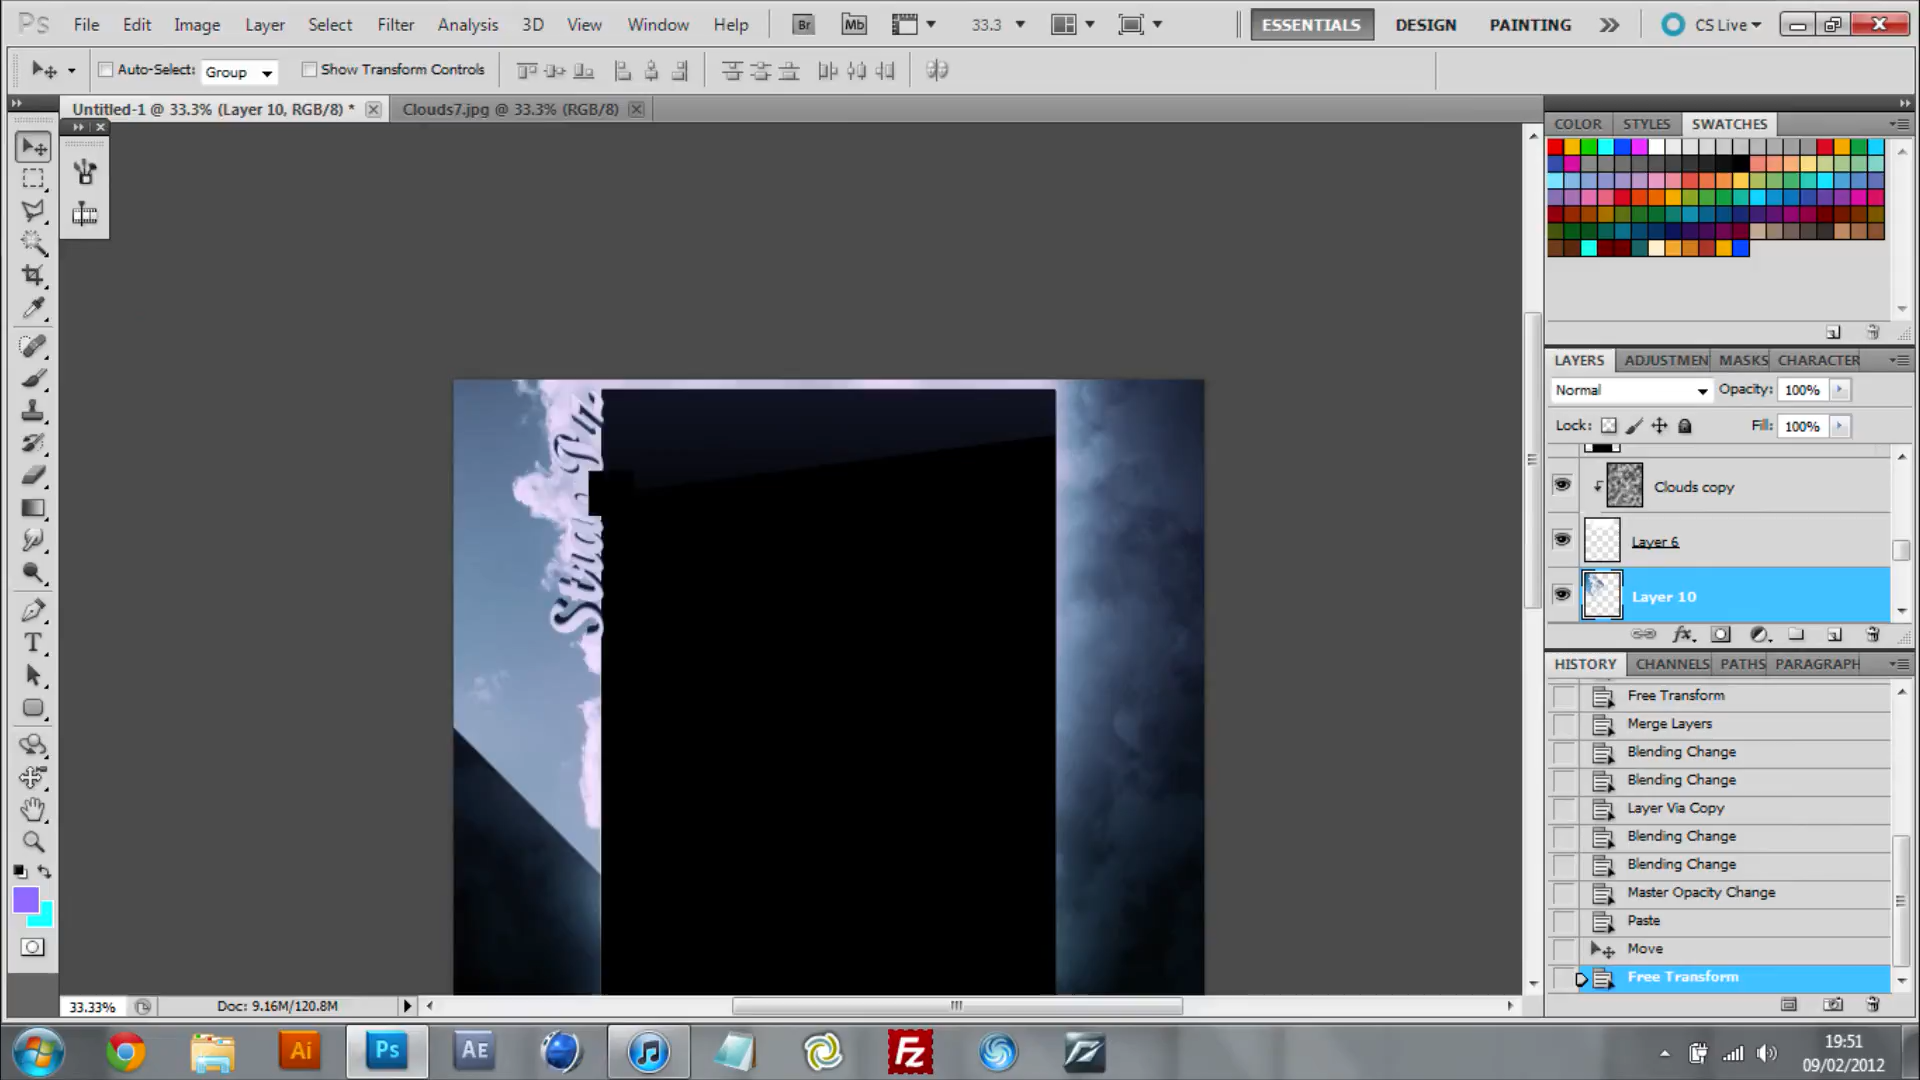 Ps File Edit Image Layer Select Filter Analysis 3D View Window Help Br Mb 33.3 ESSENTIALS DESIGN PAINTING CS Live
Auto-Select: Group Show Transform Controls
Untitled-1 @ 33.3% (Layer 10, RGB/8) * Clouds7.jpg @ 33.3% (RGB/8)
COLOR STYLES SWATCHES
LAYERS ADJUSTMEN MASKS CHARACTER
Normal Opacity: 100%
Lock: Fill: 100%
Clouds copy
Layer 6
Layer 10
HISTORY CHANNELS PATHS PARAGRAPH
Free Transform
Merge Layers
Blending Change
Blending Change
Layer Via Copy
Blending Change
Blending Change
Master Opacity Change
Paste
Move
Free Transform
33.33% Doc: 9.16M/120.8M
Ai Ps AE Fz
19:51
09/02/2012